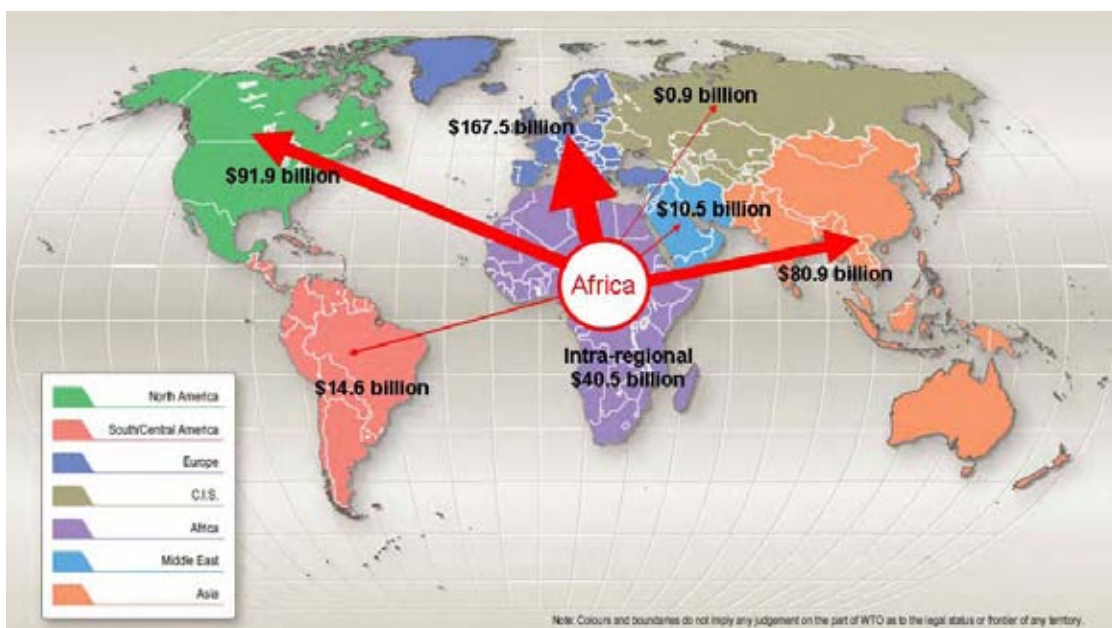 $0.9 billion
$167.5 billion
$91.9 billion
$10.5 billion
$80.9 billion
Africa
Intra-regional
$40.5 billion
$14.6 billion
North America
South/Central America
Europe
C.I.S.
Africa
Middle East
Asia
Note: Colours and boundaries do not imply any judgement on the part of WTO as to the legal status or frontier of any territory.